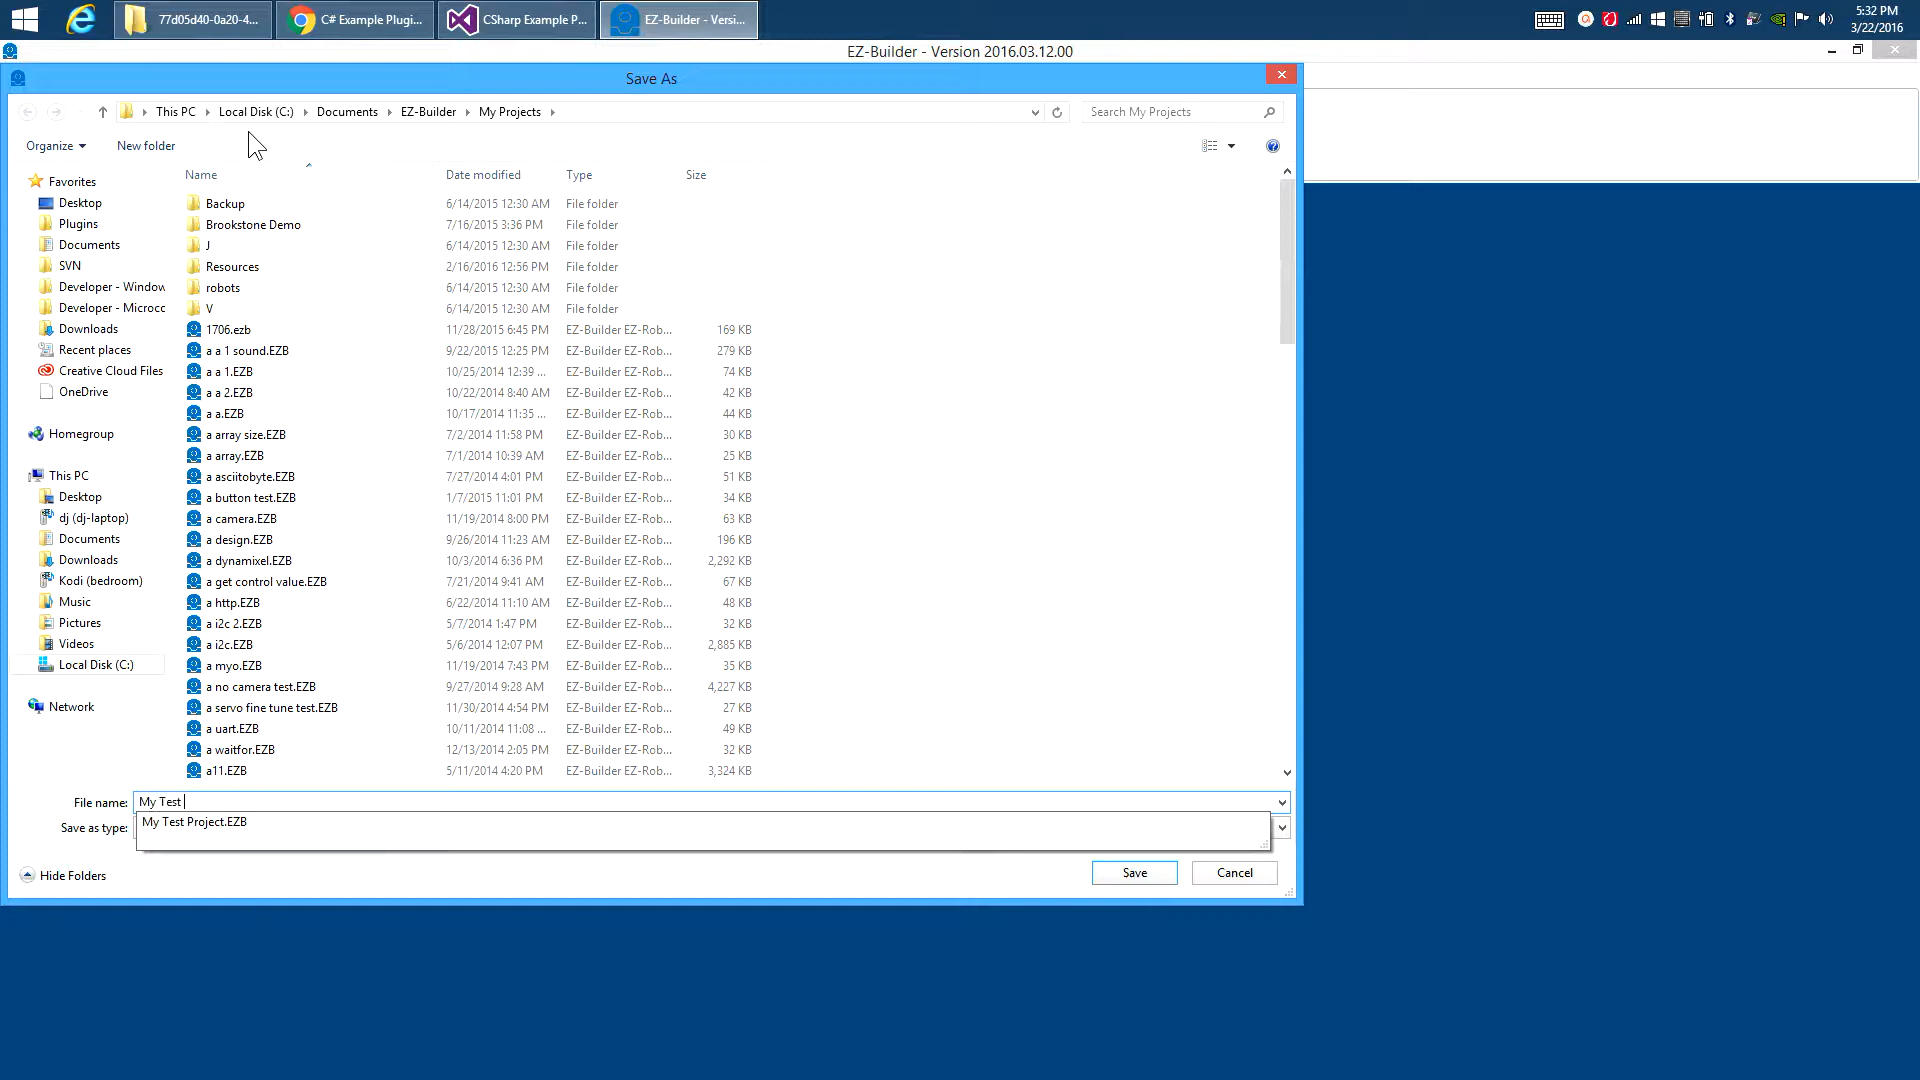 77d05d40-0a20-4...
C# Example Plugi...
CSharp Example P...
EZ-Builder - Versi...
5:32 PM
3/22/2016
EZ-Builder - Version 2016.03.12.00
Save As
This PC Local Disk (C:) Documents EZ-Builder My Projects
Search My Projects
Organize New folder
Name Date modified Type Size
Favorites
Desktop
Plugins
Documents
SVN
Developer - Window
Developer - Microcc
Downloads
Recent places
Creative Cloud Files
OneDrive
Homegroup
This PC
Desktop
dj (dj-laptop)
Documents
Downloads
Kodi (bedroom)
Music
Pictures
Videos
Local Disk (C:)
Network
Backup 6/14/2015 12:30 AM File folder
Brookstone Demo 7/16/2015 3:36 PM File folder
J 6/14/2015 12:30 AM File folder
Resources 2/16/2016 12:56 PM File folder
robots 6/14/2015 12:30 AM File folder
V 6/14/2015 12:30 AM File folder
1706.ezb 11/28/2015 6:45 PM EZ-Builder EZ-Rob... 169 KB
a a 1 sound.EZB 9/22/2015 12:25 PM EZ-Builder EZ-Rob... 279 KB
a a 1.EZB 10/25/2014 12:39 ... EZ-Builder EZ-Rob... 74 KB
a a 2.EZB 10/22/2014 8:40 AM EZ-Builder EZ-Rob... 42 KB
a a.EZB 10/17/2014 11:35 ... EZ-Builder EZ-Rob... 44 KB
a array size.EZB 7/2/2014 11:58 PM EZ-Builder EZ-Rob... 30 KB
a array.EZB 7/1/2014 10:39 AM EZ-Builder EZ-Rob... 25 KB
a asciitobyte.EZB 7/27/2014 4:01 PM EZ-Builder EZ-Rob... 51 KB
a button test.EZB 1/7/2015 11:01 PM EZ-Builder EZ-Rob... 34 KB
a camera.EZB 11/19/2014 8:00 PM EZ-Builder EZ-Rob... 63 KB
a design.EZB 9/26/2014 11:23 AM EZ-Builder EZ-Rob... 196 KB
a dynamixel.EZB 10/3/2014 6:36 PM EZ-Builder EZ-Rob... 2,292 KB
a get control value.EZB 7/21/2014 9:41 AM EZ-Builder EZ-Rob... 67 KB
a http.EZB 6/22/2014 11:10 AM EZ-Builder EZ-Rob... 48 KB
a i2c 2.EZB 5/7/2014 1:47 PM EZ-Builder EZ-Rob... 32 KB
a i2c.EZB 5/6/2014 12:07 PM EZ-Builder EZ-Rob... 2,885 KB
a myo.EZB 11/19/2014 7:43 PM EZ-Builder EZ-Rob... 35 KB
a no camera test.EZB 9/27/2014 9:28 AM EZ-Builder EZ-Rob... 4,227 KB
a servo fine tune test.EZB 11/30/2014 4:54 PM EZ-Builder EZ-Rob... 27 KB
a uart.EZB 10/11/2014 11:08 ... EZ-Builder EZ-Rob... 49 KB
a waitfor.EZB 12/13/2014 2:05 PM EZ-Builder EZ-Rob... 32 KB
a11.EZB 5/11/2014 4:20 PM EZ-Builder EZ-Rob... 3,324 KB
File name: My Test
My Test Project.EZB
Save as type:
Hide Folders
Save Cancel